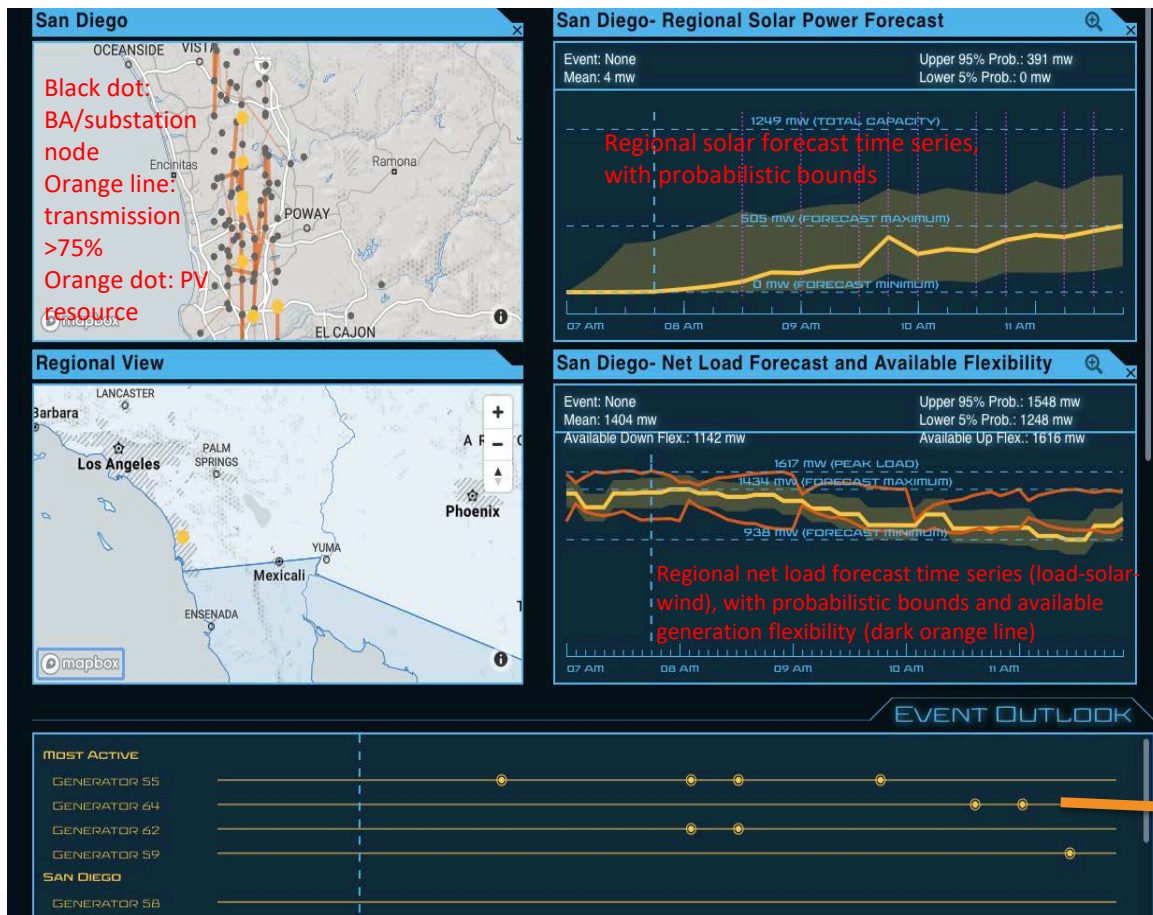 San Diego
OCEANSIDE
VISTA
Black dot:
BA/substation
node
Orange line:
transmission
>75%
Orange dot: PV
resource
Encinitas
Ramona
POWAY
EL CAJON
mapbox
San Diego- Regional Solar Power Forecast
Event: None
Upper 95% Prob.: 391 mw
Mean: 4 mw
Lower 5% Prob.: 0 mw
1249 MW (TOTAL CAPACITY)
Regional solar forecast time series,
with probabilistic bounds
505 MW (FORECAST MAXIMUM)
0 MW (FORECAST MINIMUM)
07 AM 08 AM 09 AM 10 AM 11 AM
Regional View
LANCASTER
Barbara
Los Angeles
PALM
SPRINGS
Phoenix
YUMA
Mexicali
ENSENADA
mapbox
San Diego- Net Load Forecast and Available Flexibility
Event: None
Upper 95% Prob.: 1548 mw
Mean: 1404 mw
Lower 5% Prob.: 1248 mw
Available Down Flex.: 1142 mw
Available Up Flex.: 1616 mw
1617 MW (PEAK LOAD)
1434 MW (FORECAST MAXIMUM)
938 MW (FORECAST MINIMUM)
Regional net load forecast time series (load-solar-
wind), with probabilistic bounds and available
generation flexibility (dark orange line)
07 AM 08 AM 09 AM 10 AM 11 AM
EVENT OUTLOOK
MOST ACTIVE
GENERATOR 55
GENERATOR 64
GENERATOR 62
GENERATOR 59
SAN DIEGO
GENERATOR 58